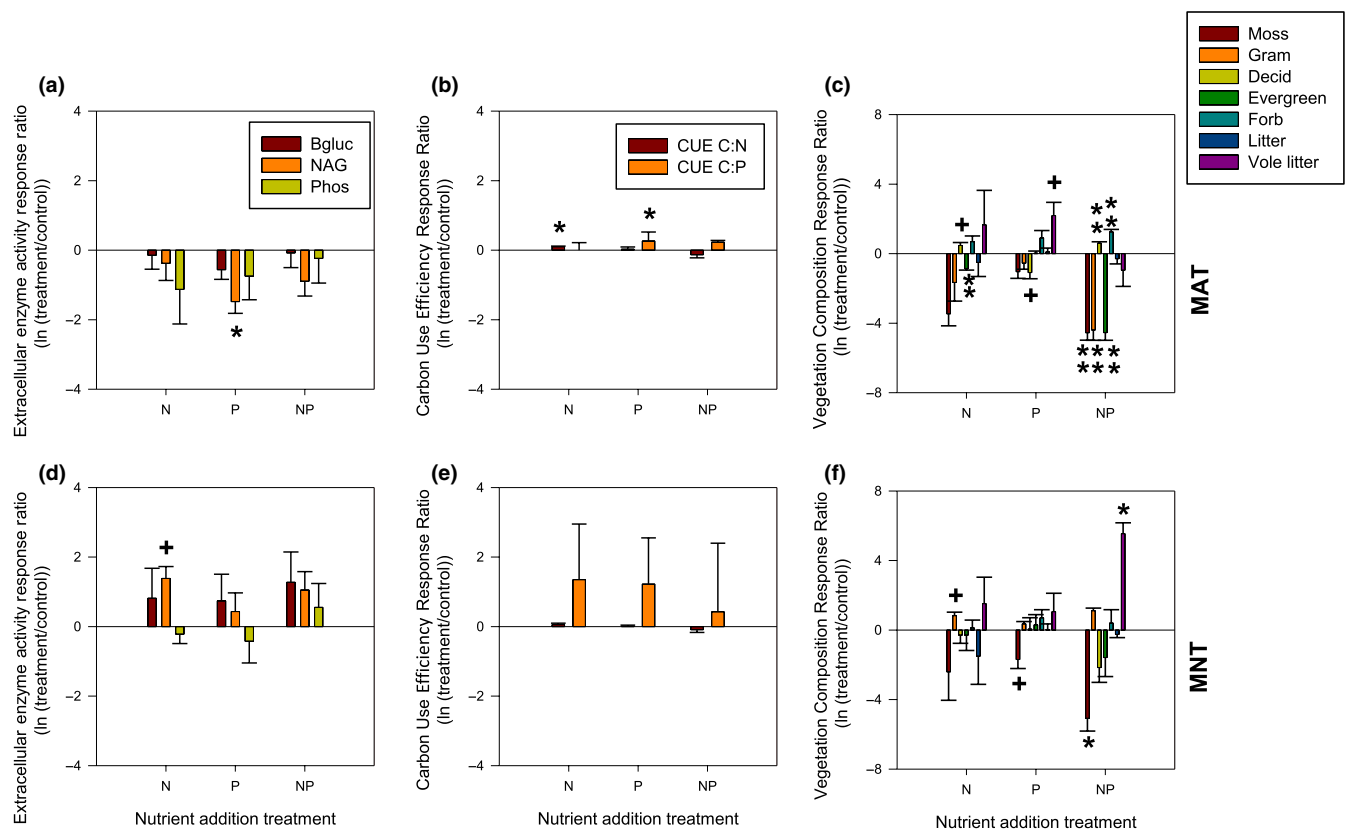 (a)
Extracellular enzyme activity response ratio
(ln (treatment/control))
4
2
0
−2
−4
Bgluc
NAG
Phos
*
N
P
NP
(b)
Carbon Use Efficiency Response Ratio
(ln (treatment/control))
4
2
0
−2
−4
CUE C:N
CUE C:P
*
*
N
P
NP
(c)
Vegetation Composition Response Ratio
(ln (treatment/control))
8
4
0
−4
−8
Moss
Gram
Decid
Evergreen
Forb
Litter
Vole litter
+
**
+
+
**
**
**
**
**
N
P
NP
MAT
(d)
Extracellular enzyme activity response ratio
(ln (treatment/control))
4
2
0
−2
−4
+
N
P
NP
Nutrient addition treatment
(e)
Carbon Use Efficiency Response Ratio
(ln (treatment/control))
4
2
0
−2
−4
N
P
NP
Nutrient addition treatment
(f)
Vegetation Composition Response Ratio
(ln (treatment/control))
8
4
0
−4
−8
+
+
*
*
N
P
NP
Nutrient addition treatment
MNT